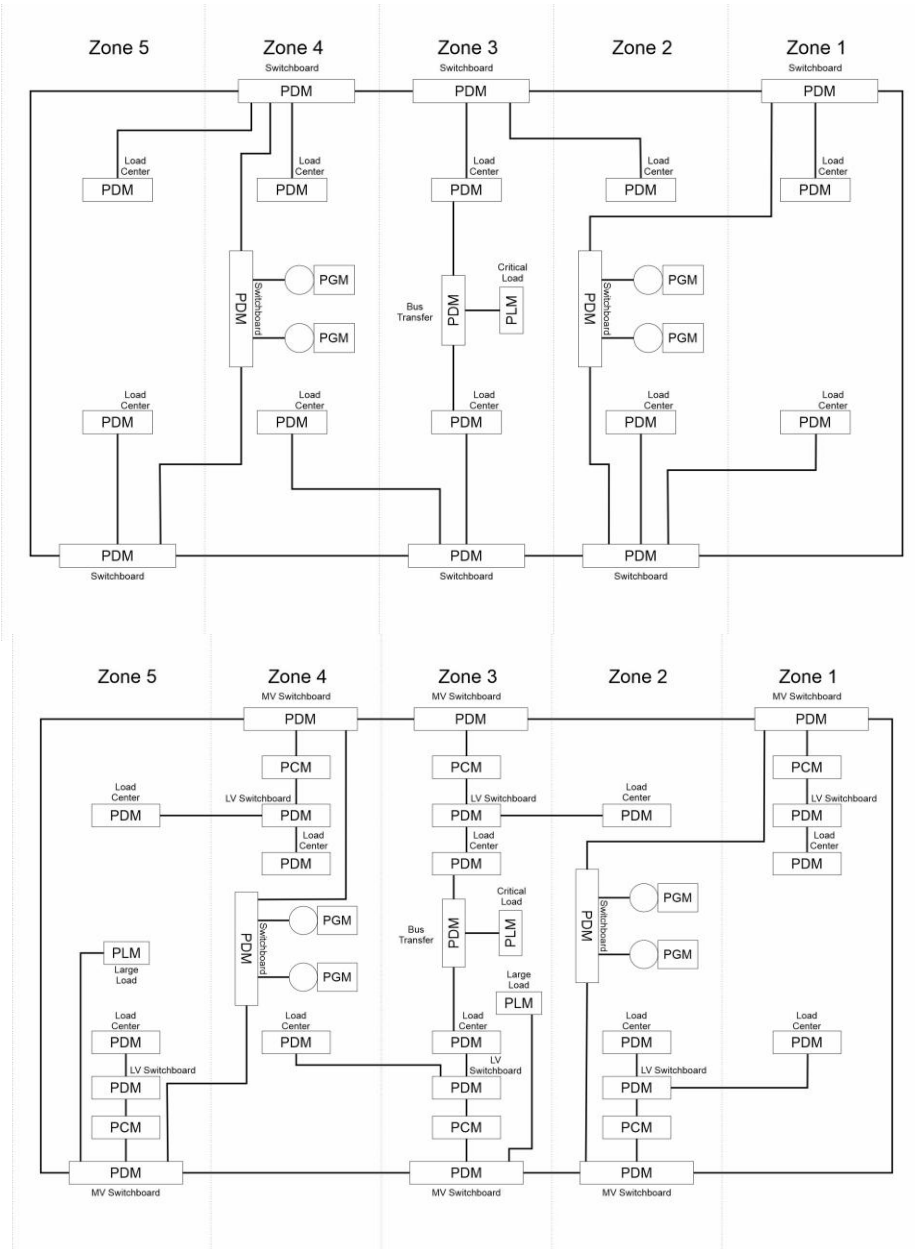 Zone 5
Zone 4
Zone 3
Zone 2
Zone 1
Switchboard
Switchboard
Switchboard
PDM
PDM
PDM
Load
Center
PDM
Load
Center
PDM
Load
Center
PDM
Load
Center
PDM
Load
Center
PDM
PDM
Switchboard
PGM
PGM
Bus
Transfer
PDM
Critical
Load
PLM
PDM
Switchboard
PGM
PGM
Load
Center
PDM
Load
Center
PDM
Load
Center
PDM
Load
Center
PDM
Load
Center
PDM
PDM
PDM
PDM
Switchboard
Switchboard
Switchboard
Zone 5
Zone 4
Zone 3
Zone 2
Zone 1
MV Switchboard
MV Switchboard
MV Switchboard
PDM
PDM
PDM
PCM
PCM
PCM
Load
Center
PDM
LV Switchboard
PDM
LV Switchboard
PDM
Load
Center
PDM
LV Switchboard
PDM
Load
Center
PDM
Load
Center
PDM
Load
Center
PDM
PDM
Switchboard
PGM
PGM
Bus
Transfer
PDM
Critical
Load
PLM
PDM
Switchboard
PGM
PGM
PLM
Large
Load
Large
Load
PLM
Load
Center
PDM
Load
Center
PDM
Load
Center
PDM
Load
Center
PDM
Load
Center
PDM
LV Switchboard
PDM
LV
Switchboard
PDM
LV Switchboard
PDM
PCM
PCM
PCM
PDM
PDM
PDM
MV Switchboard
MV Switchboard
MV Switchboard